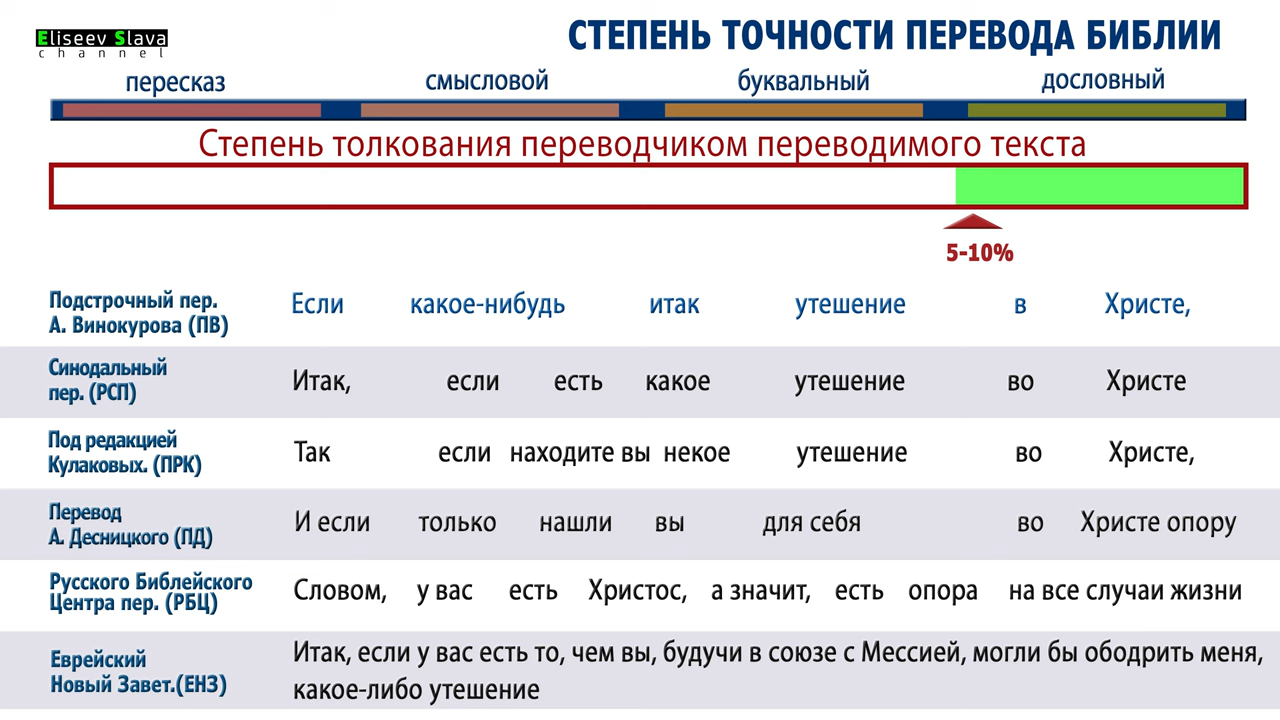 Eliseev Slava
channel
СТЕПЕНЬ ТОЧНОСТИ ПЕРЕВОДА БИБЛИИ
пересказ смысловой буквальный дословный
Степень толкования переводчиком переводимого текста
5-10%
Подстрочный пер.
А. Винокурова (ПВ)
Если какое-нибудь итак утешение в Христе,
Синодальный
пер. (РСП)
Итак, если есть какое утешение во Христе
Под редакцией
Кулаковых. (ПРК)
Так если находите вы некое утешение во Христе,
Перевод
А. Десницкого (ПД)
И если только нашли вы для себя во Христе опору
Русского Библейского
Центра пер. (РБЦ)
Словом, у вас есть Христос, а значит, есть опора на все случаи жизни
Еврейский
Новый Завет.(ЕНЗ)
Итак, если у вас есть то, чем вы, будучи в союзе с Мессией, могли бы ободрить меня,
какое-либо утешение